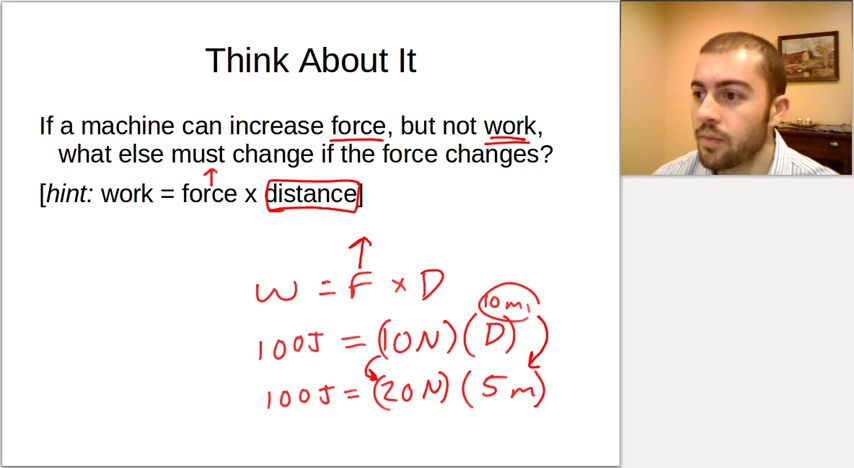 Think About It
If a machine can increase force, but not work,
what else must change if the force changes?
[hint: work = force x distance]
W = F × D
10m
100J = (10N)(D)
100J = (20N)(5m)